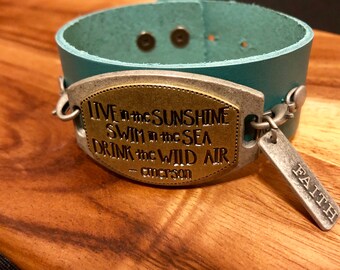 LIVE in the SUNSHINE
SWIM in the SEA
DRINK the WILD AIR
- emerson
FAITH